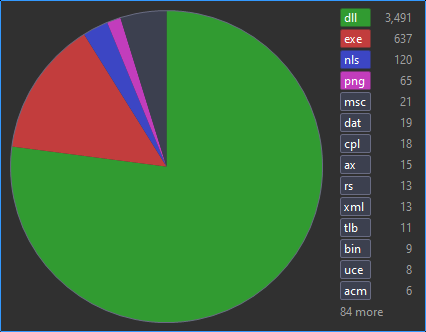 dll 3,491
exe 637
nls 120
png 65
msc 21
dat 19
cpl 18
ax 15
rs 13
xml 13
tlb 11
bin 9
uce 8
acm 6
84 more